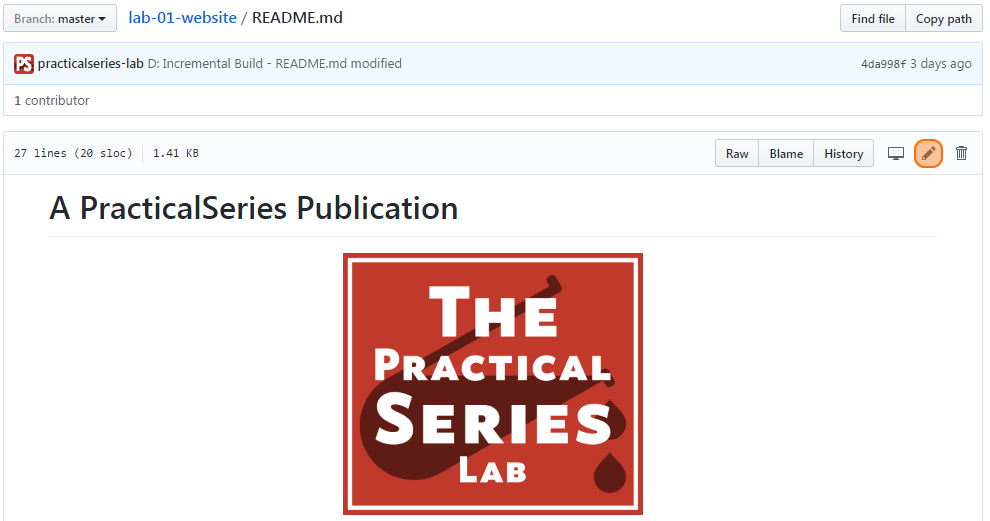 Branch: master
lab-01-website / README.md
Find file
Copy path
PS
practicalseries-lab D: Incremental Build - README.md modified
4da998f 3 days ago
1 contributor
27 lines (20 sloc)
1.41 KB
Raw
Blame
History
A PracticalSeries Publication
THE
PRACTICAL
SERIES
LAB